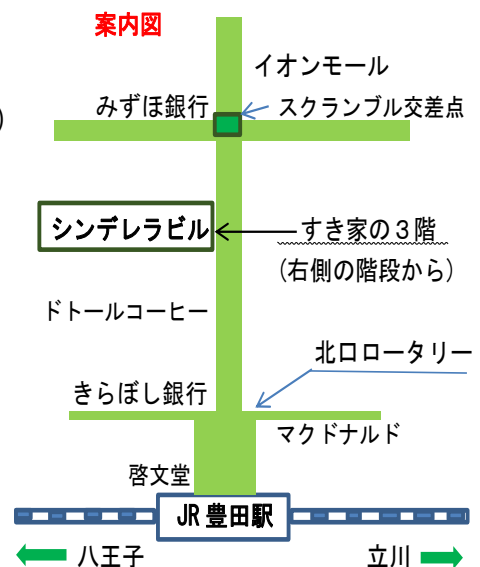 案内図
イオンモール
みずほ銀行
スクランブル交差点
)
シンデレラビル
すき家の3階
(右側の階段から)
ドトールコーヒー
北口ロータリー
きらぼし銀行
マクドナルド
啓文堂
JR 豊田駅
八王子
立川